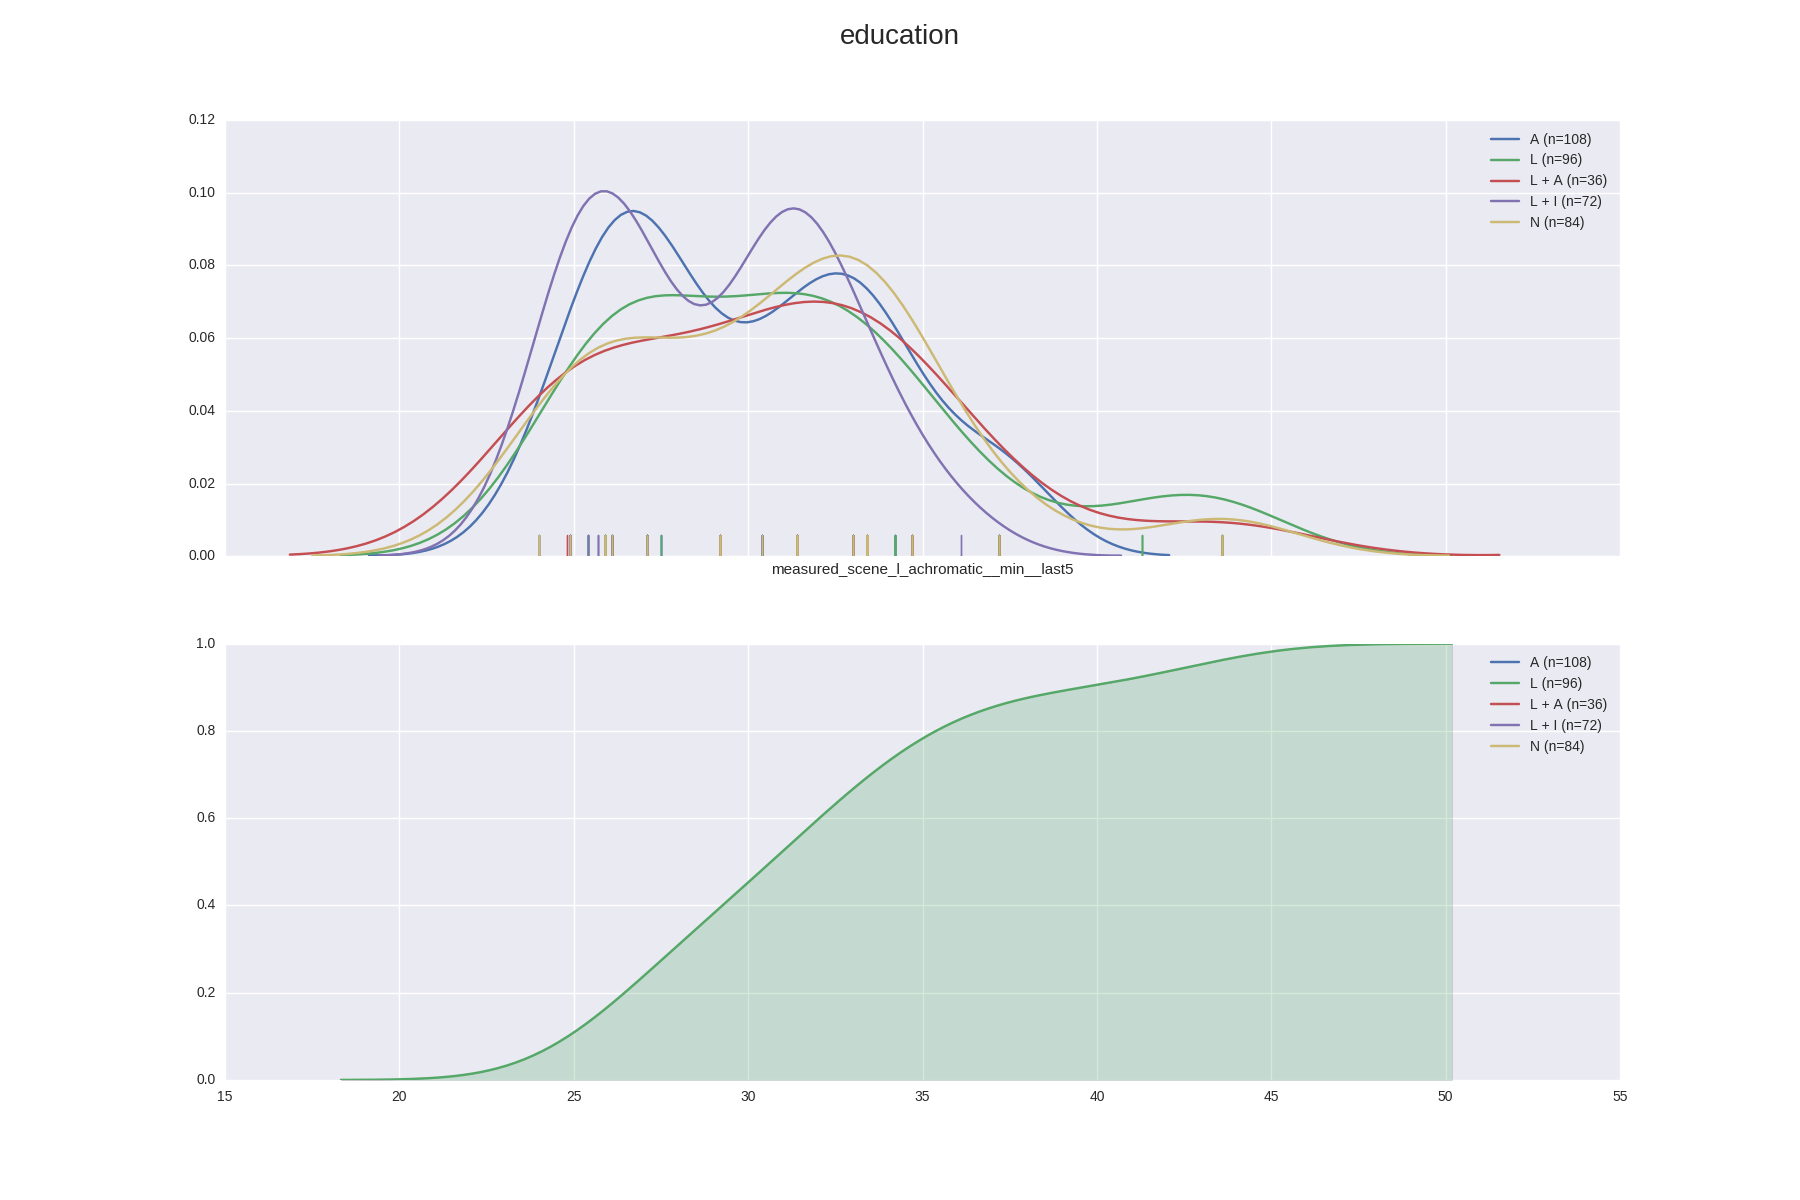 education
0.12
0.10
0.08
0.06
0.04
0.02
0.00
A (n=108)
L (n=96)
L + A (n=36)
L + I (n=72)
N (n=84)
measured_scene_l_achromatic__min__last5
1.0
0.8
0.6
0.4
0.2
0.0
A (n=108)
L (n=96)
L + A (n=36)
L + I (n=72)
N (n=84)
15 20 25 30 35 40 45 50 55